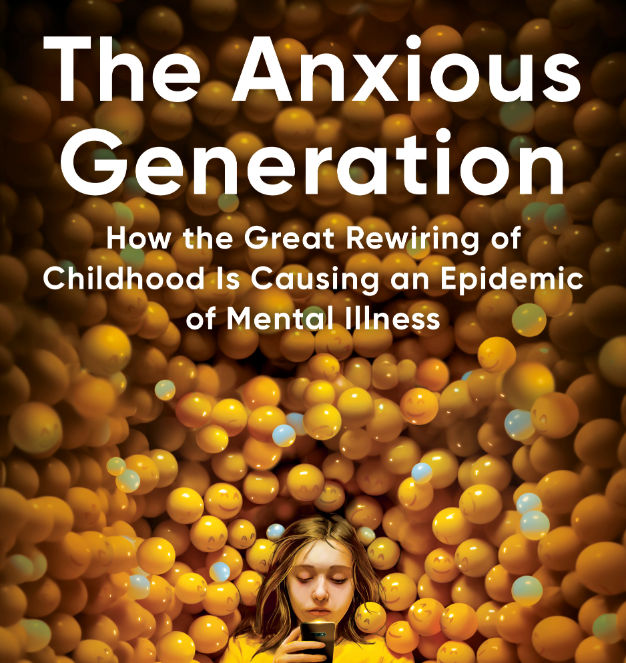 The Anxious
Generation
How the Great Rewiring of
Childhood Is Causing an Epidemic
of Mental Illness